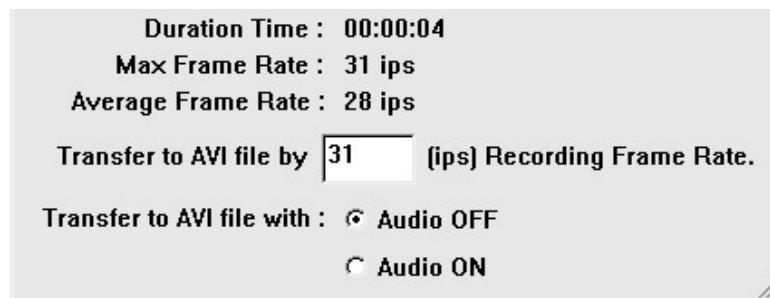 Duration Time : 00:00:04
Max Frame Rate : 31 ips
Average Frame Rate : 28 ips
Transfer to AVI file by 31 (ips) Recording Frame Rate.
Transfer to AVI file with : Audio OFF
Audio ON